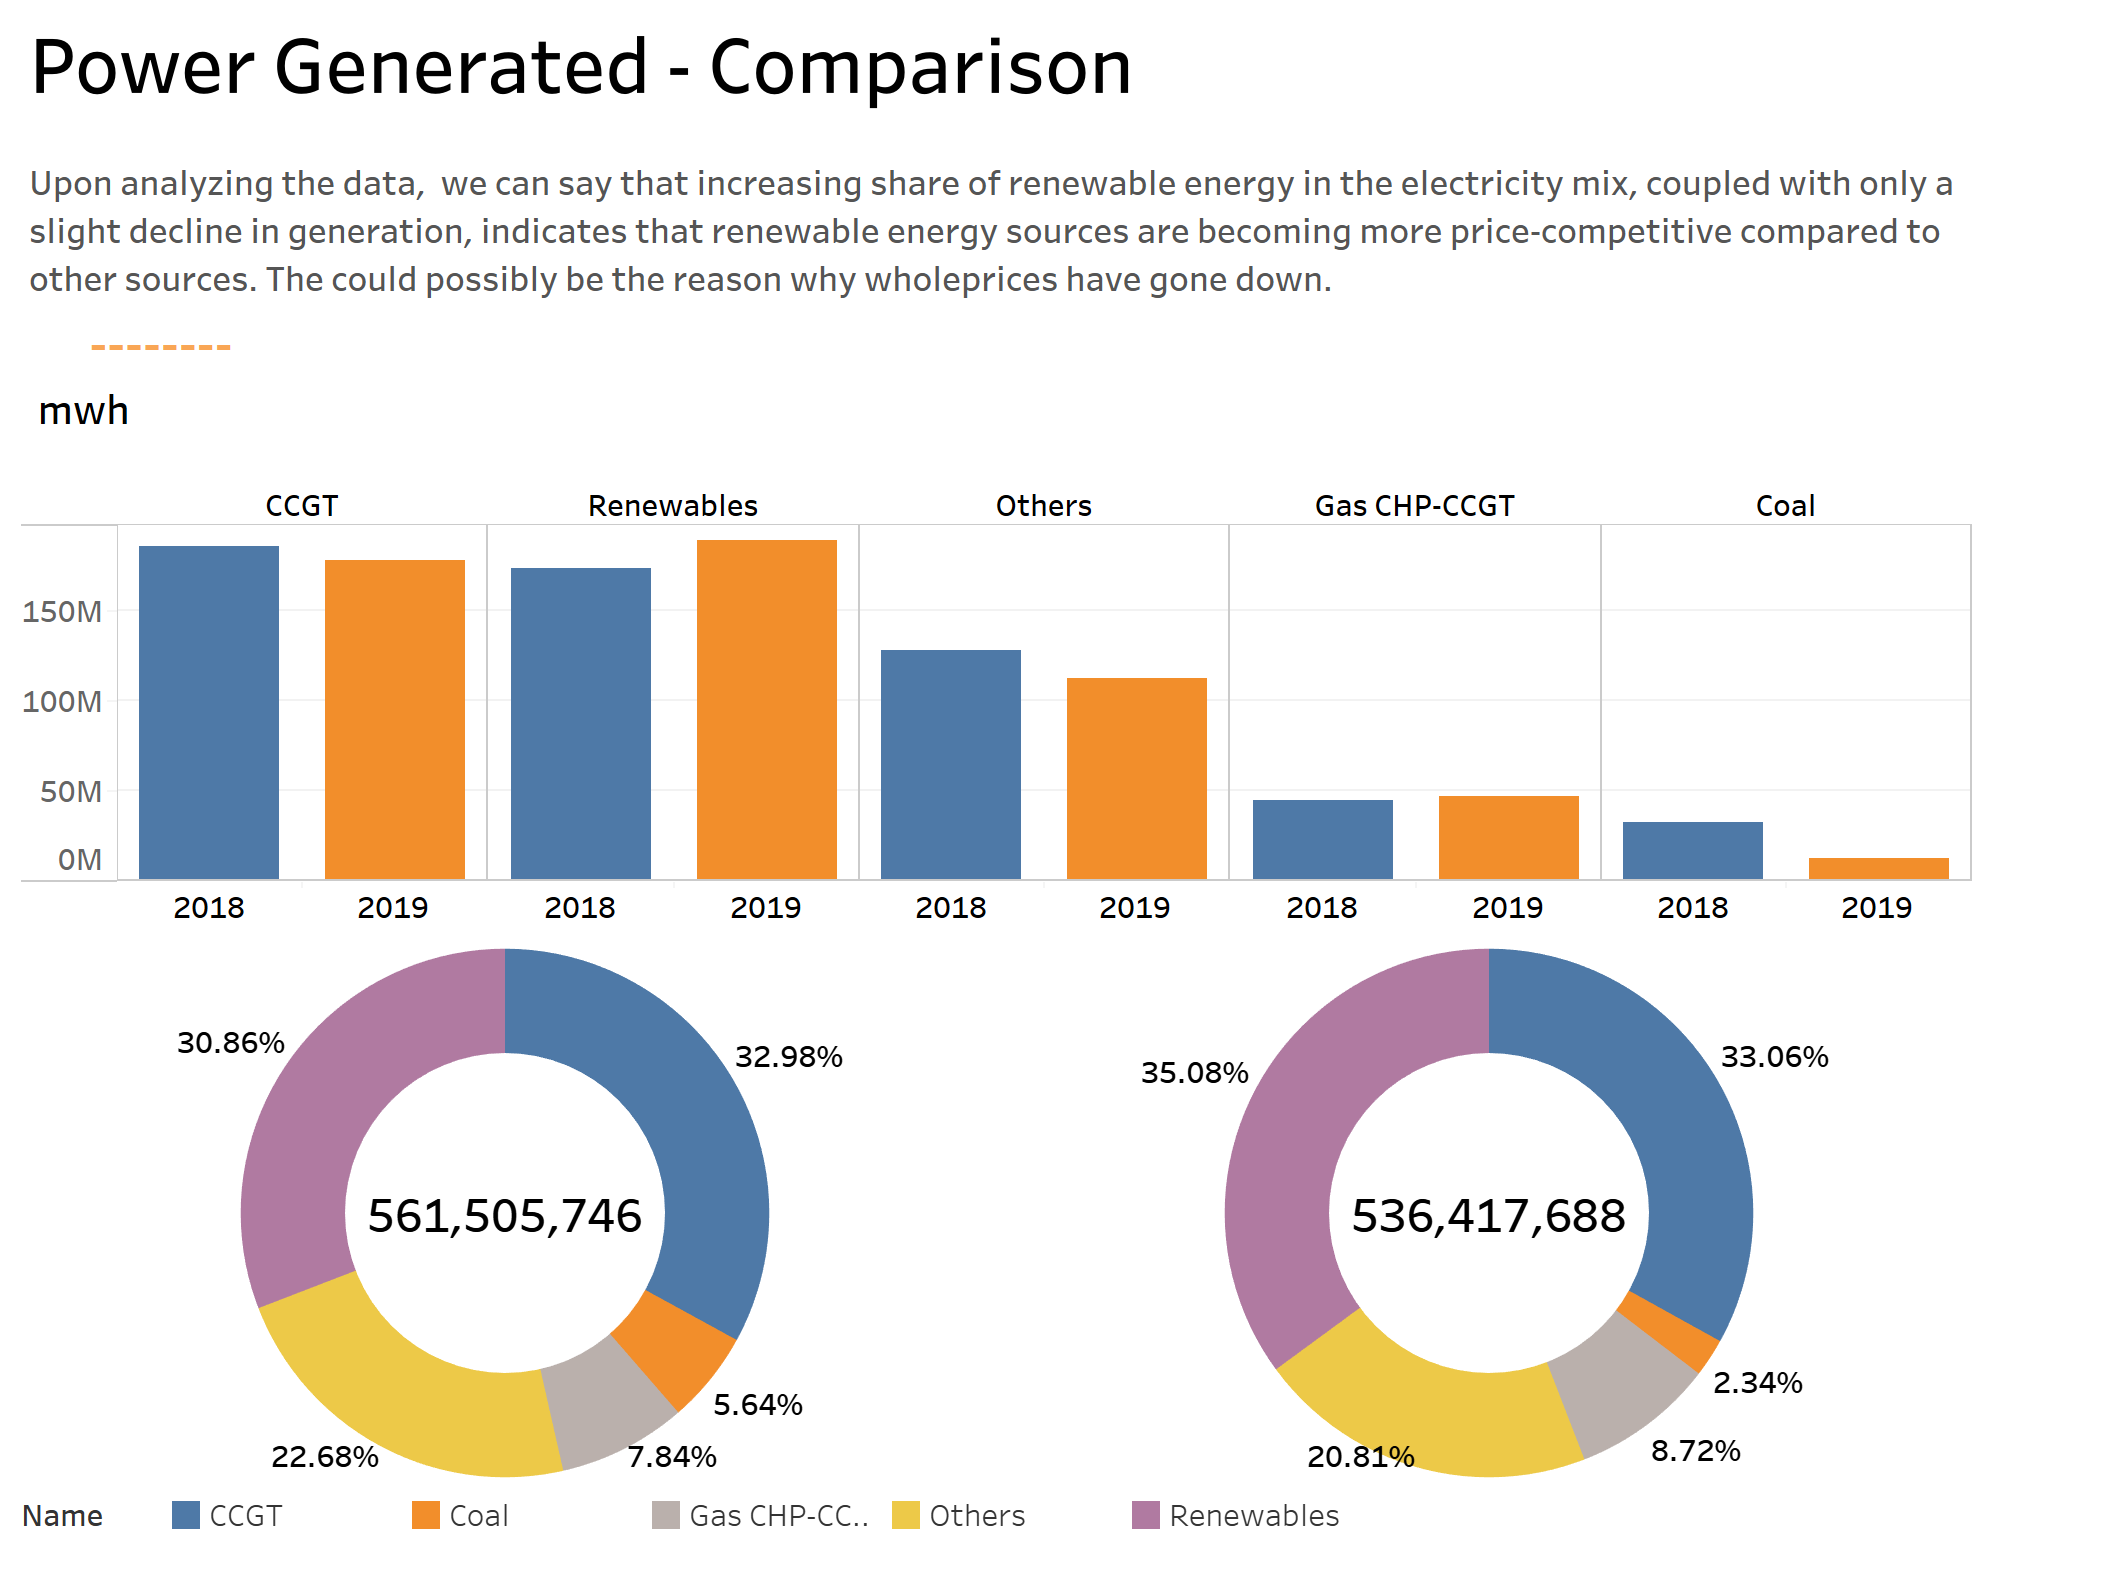 Power Generated - Comparison
Upon analyzing the data,  we can say that increasing share of renewable energy in the electricity mix, coupled with only a
slight decline in generation, indicates that renewable energy sources are becoming more price-competitive compared to
other sources. The could possibly be the reason why wholeprices have gone down.
--------
mwh
CCGT Renewables Others Gas CHP-CCGT Coal
150M
100M
50M
0M
2018 2019 2018 2019 2018 2019 2018 2019 2018 2019
30.86%
32.98%
561,505,746
5.64%
22.68%
7.84%
35.08%
33.06%
536,417,688
2.34%
20.81%
8.72%
Name CCGT Coal Gas CHP-CC.. Others Renewables